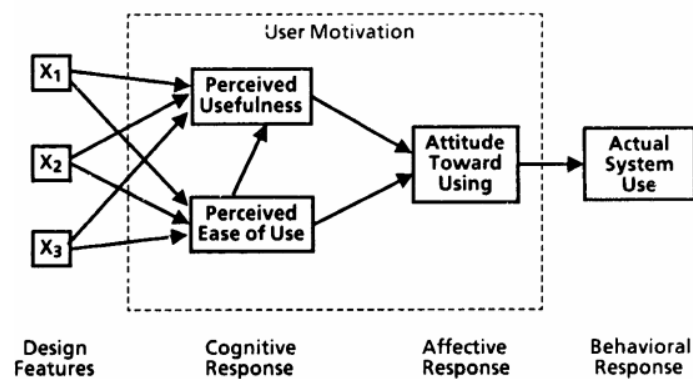 User Motivation
X1
X2
X3
Perceived
Usefulness
Perceived
Ease of Use
Attitude
Toward
Using
Actual
System
Use
Design
Features
Cognitive
Response
Affective
Response
Behavioral
Response